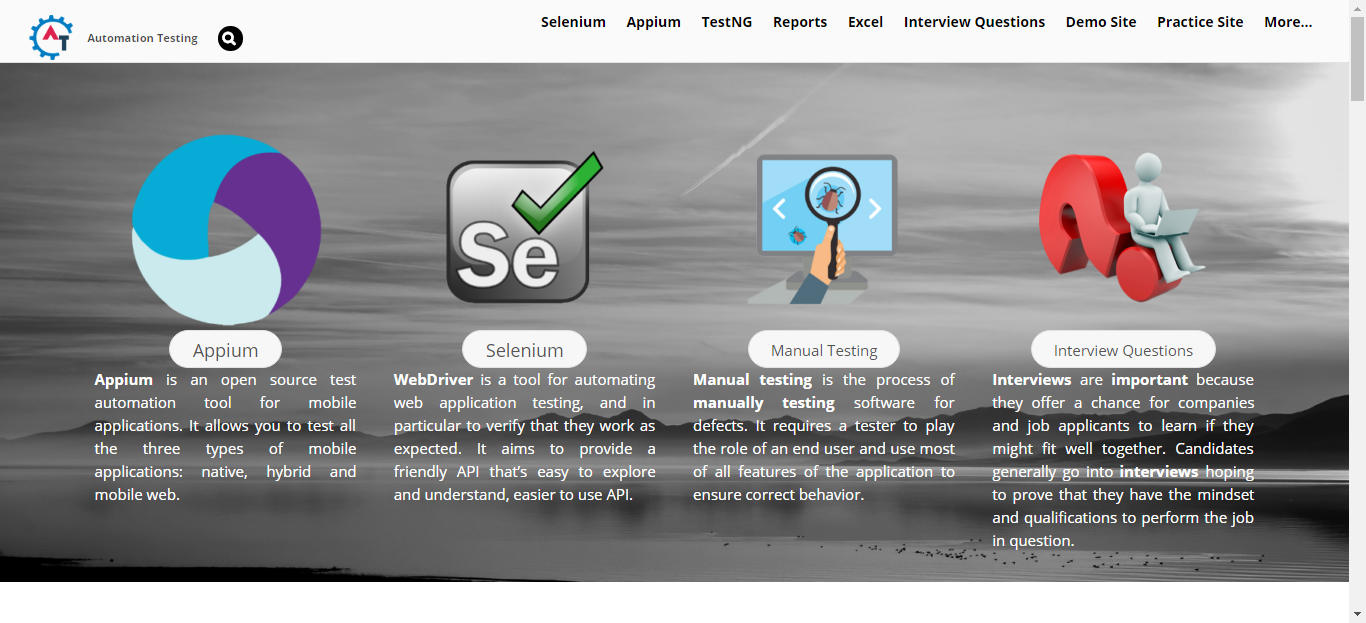 AT
Automation Testing
Selenium Appium TestNG Reports Excel Interview Questions Demo Site Practice Site More...
Se
Appium
Appium is an open source test
automation tool for mobile
applications. It allows you to test all
the three types of mobile
applications: native, hybrid and
mobile web.
Selenium
WebDriver is a tool for automating
web application testing, and in
particular to verify that they work as
expected. It aims to provide a
friendly API that’s easy to explore
and understand, easier to use API.
Manual Testing
Manual testing is the process of
manually testing software for
defects. It requires a tester to play
the role of an end user and use most
of all features of the application to
ensure correct behavior.
Interview Questions
Interviews are important because
they offer a chance for companies
and job applicants to learn if they
might fit well together. Candidates
generally go into interviews hoping
to prove that they have the mindset
and qualifications to perform the job
in question.